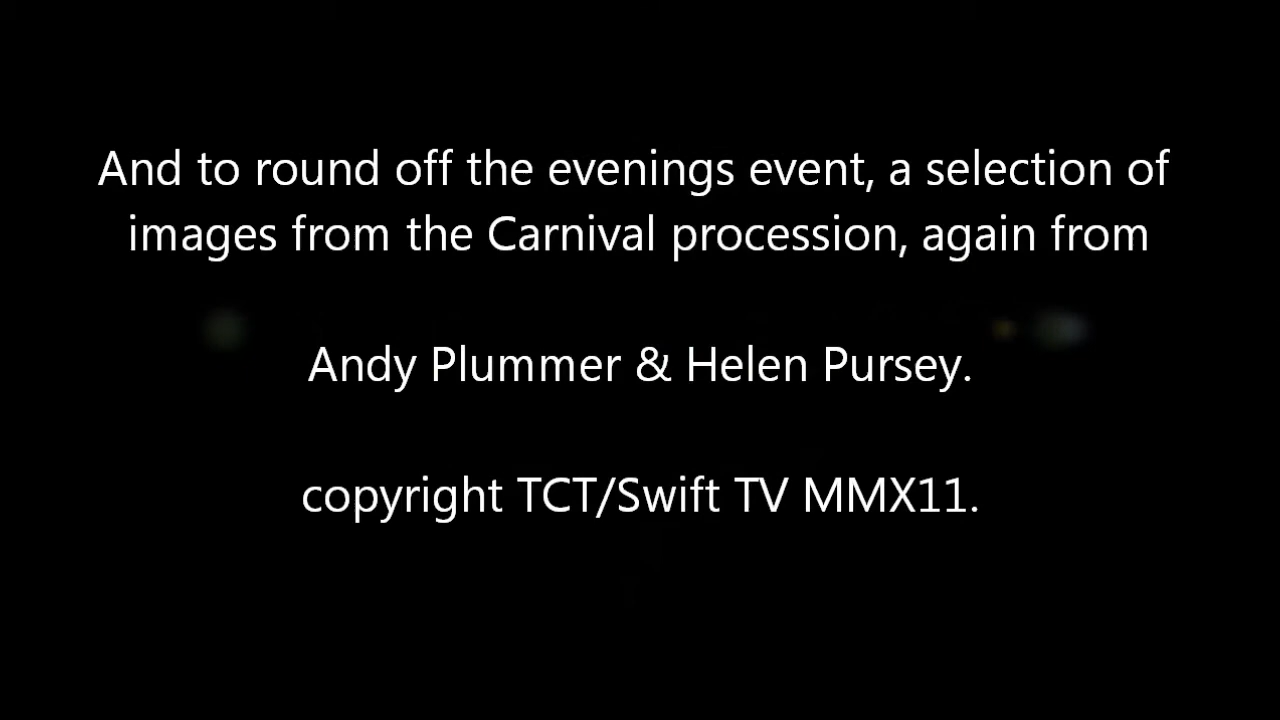 And to round off the evenings event, a selection of
images from the Carnival procession, again from
Andy Plummer & Helen Pursey.
copyright TCT/Swift TV MMX11.